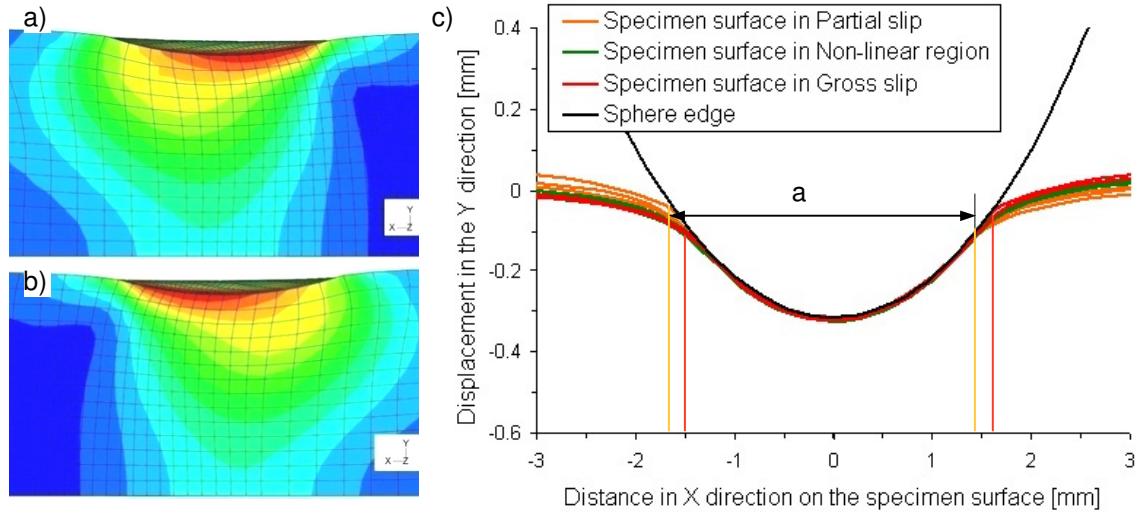 a)
Y
X Z
b)
Y
X Z
c)
Specimen surface in Partial slip
Specimen surface in Non-linear region
Specimen surface in Gross slip
Sphere edge
Displacement in the Y direction [mm]
0.4
0.2
0
-0.2
-0.4
-0.6
a
-3 -2 -1 0 1 2 3
Distance in X direction on the specimen surface [mm]